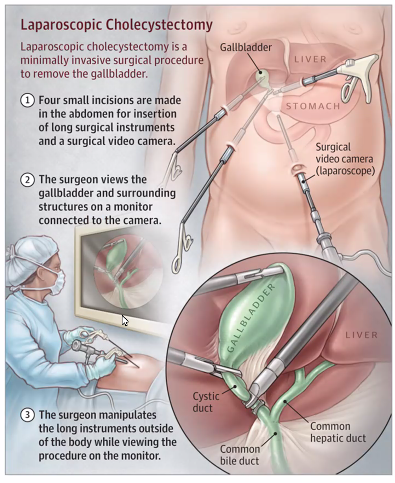 Laparoscopic Cholecystectomy
Laparoscopic cholecystectomy is a
minimally invasive surgical procedure
to remove the gallbladder.
Gallbladder
LIVER
STOMACH
1 Four small incisions are made
in the abdomen for insertion
of long surgical instruments
and a surgical video camera.
Surgical
video camera
(laparoscope)
2 The surgeon views the
gallbladder and surrounding
structures on a monitor
connected to the camera.
GALLBLADDER
LIVER
Cystic
duct
Common
hepatic duct
Common
bile duct
3 The surgeon manipulates
the long instruments outside
of the body while viewing the
procedure on the monitor.